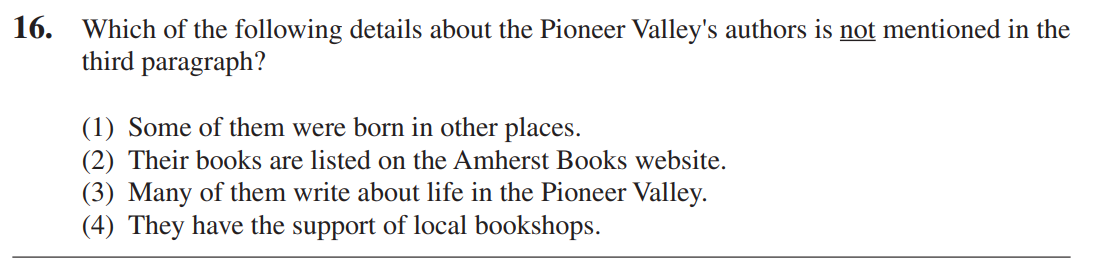 16. Which of the following details about the Pioneer Valley's authors is not mentioned in the
third paragraph?
(1) Some of them were born in other places.
(2) Their books are listed on the Amherst Books website.
(3) Many of them write about life in the Pioneer Valley.
(4) They have the support of local bookshops.